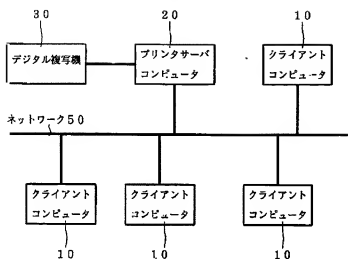 30
20
10
デジタル複写機
プリンタサーバ
コンピュータ
クライアント
コンピュータ
ネットワーク50
クライアント
コンピュータ
クライアント
コンピュータ
クライアント
コンピュータ
10
10
10